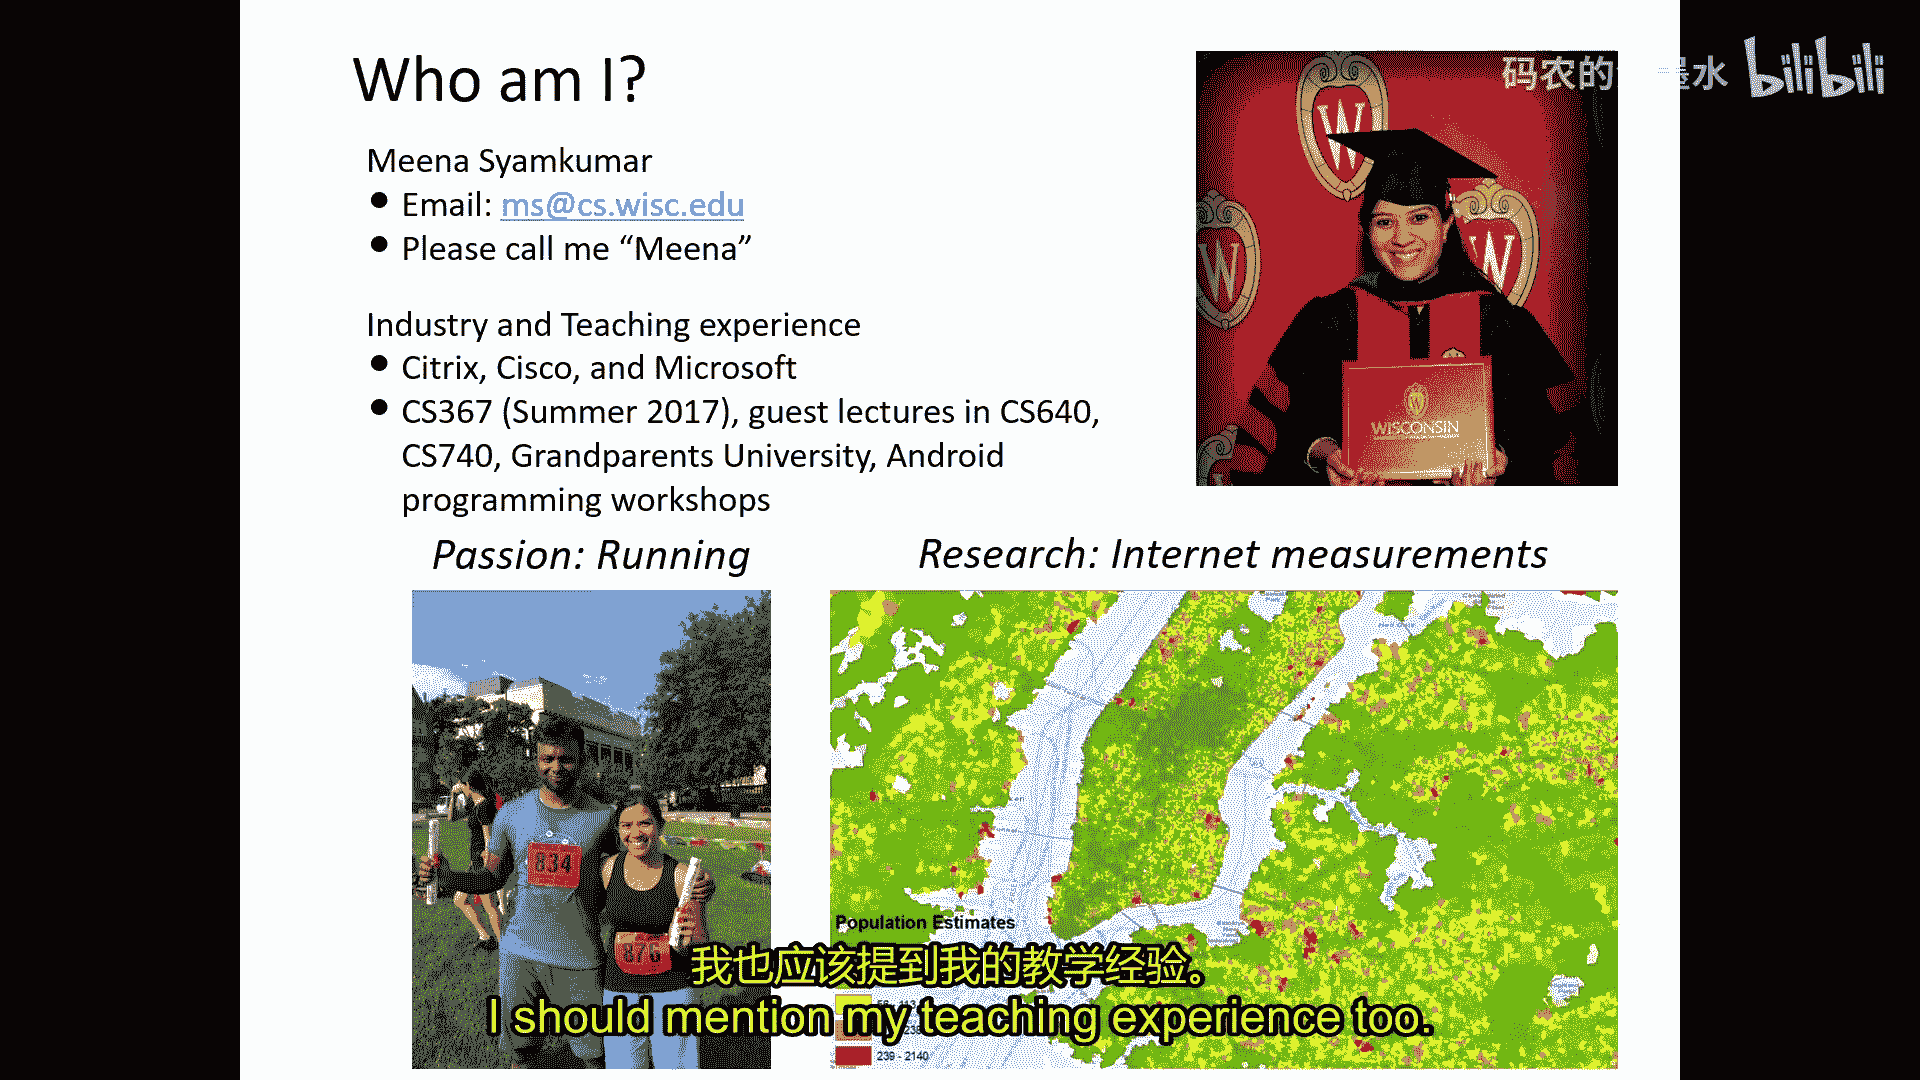 Who am I?
码农的
水 bilibili
Meena Syamkumar
● Email: ms@cs.wisc.edu
● Please call me “Meena”
Industry and Teaching experience
● Citrix, Cisco, and Microsoft
● CS367 (Summer 2017), guest lectures in CS640,
CS740, Grandparents University, Android
programming workshops
W
W
W
WISCONSIN
Passion: Running
Research: Internet measurements
834
876
Population Estimates
239 - 2140
我也应该提到我的教学经验。
I should mention my teaching experience too.